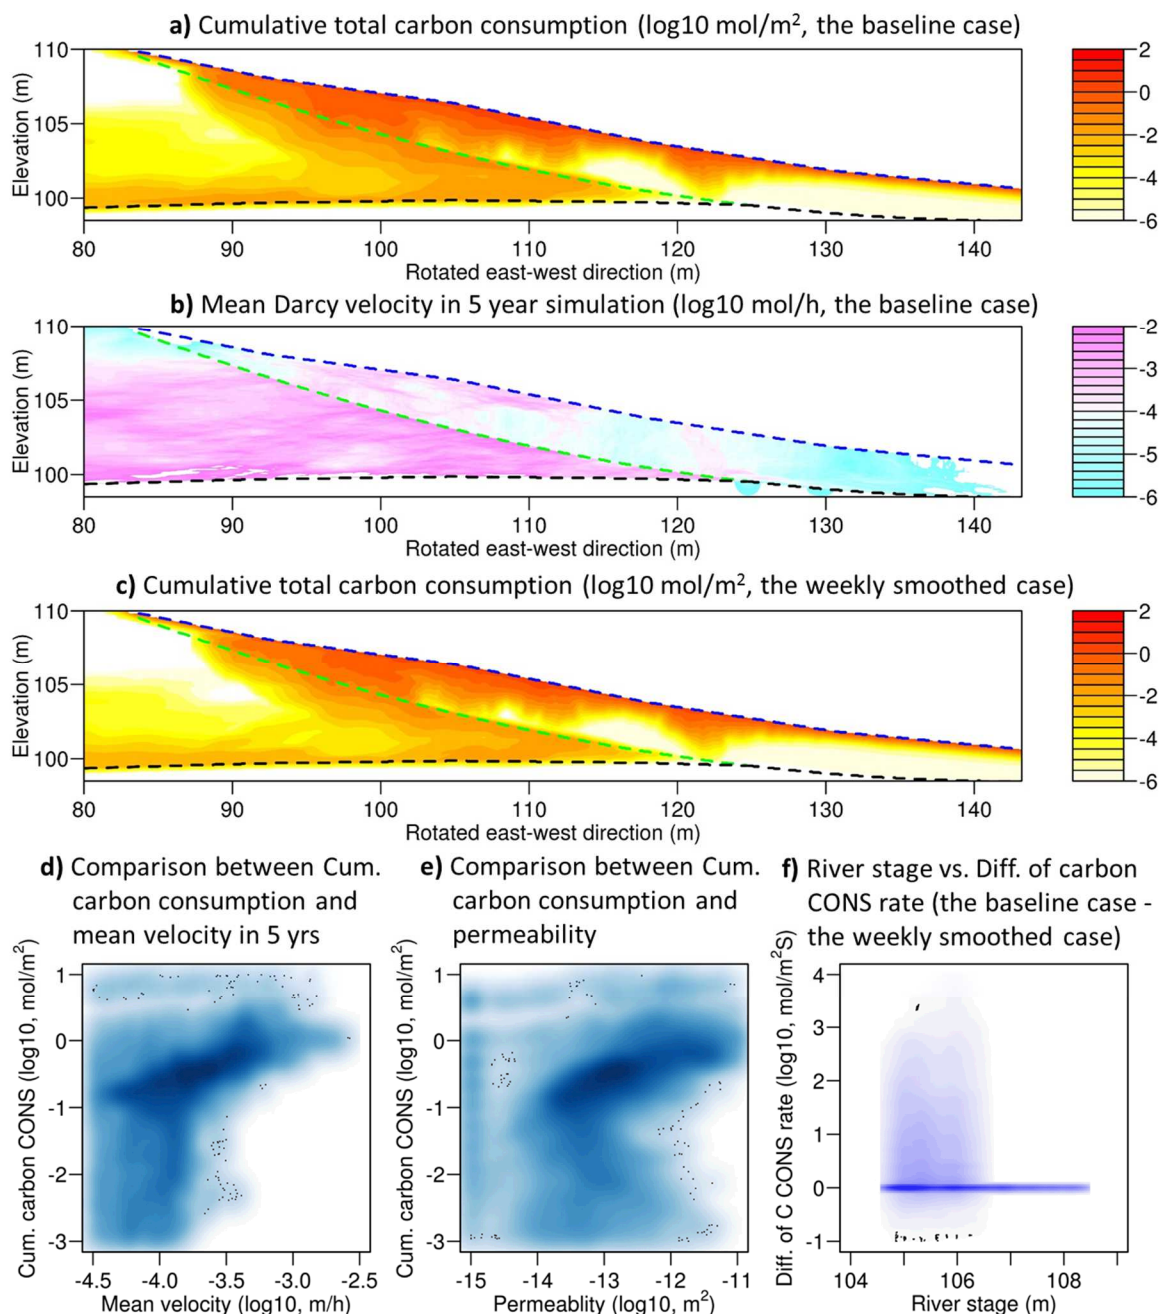 a) Cumulative total carbon consumption (log10 mol/m², the baseline case)
110
105
100
Elevation (m)
80 90 100 110 120 130 140
Rotated east-west direction (m)
2
0
-2
-4
-6
b) Mean Darcy velocity in 5 year simulation (log10 mol/h, the baseline case)
110
105
100
Elevation (m)
80 90 100 110 120 130 140
Rotated east-west direction (m)
-2
-3
-4
-5
-6
c) Cumulative total carbon consumption (log10 mol/m², the weekly smoothed case)
110
105
100
Elevation (m)
80 90 100 110 120 130 140
Rotated east-west direction (m)
2
0
-2
-4
-6
d) Comparison between Cum.
carbon consumption and
mean velocity in 5 yrs
Cum. carbon CONS (log10, mol/m²)
1
0
-1
-2
-3
-4.5 -4.0 -3.5 -3.0 -2.5
Mean velocity (log10, m/h)
e) Comparison between Cum.
carbon consumption and
permeability
Cum. carbon CONS (log10, mol/m²)
1
0
-1
-2
-3
-15 -14 -13 -12 -11
Permeablity (log10, m²)
f) River stage vs. Diff. of carbon
CONS rate (the baseline case -
the weekly smoothed case)
Diff. of C CONS rate (log10, mol/m²S)
4
3
2
1
0
-1
104 106 108
River stage (m)